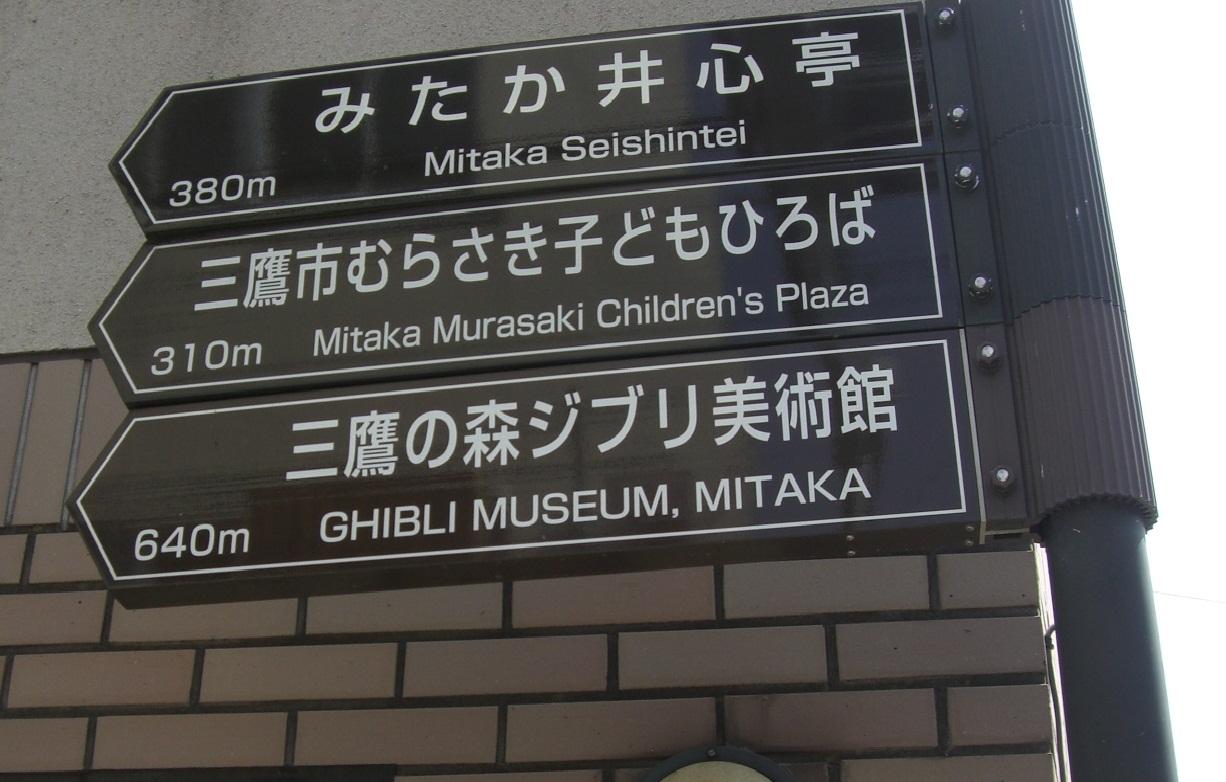 みたか井心亭
Mitaka Seishintei
380m
三鷹市むらさき子どもひろば
Mitaka Murasaki Children's Plaza
310m
三鷹の森ジブリ美術館
GHIBLI MUSEUM, MITAKA
640m